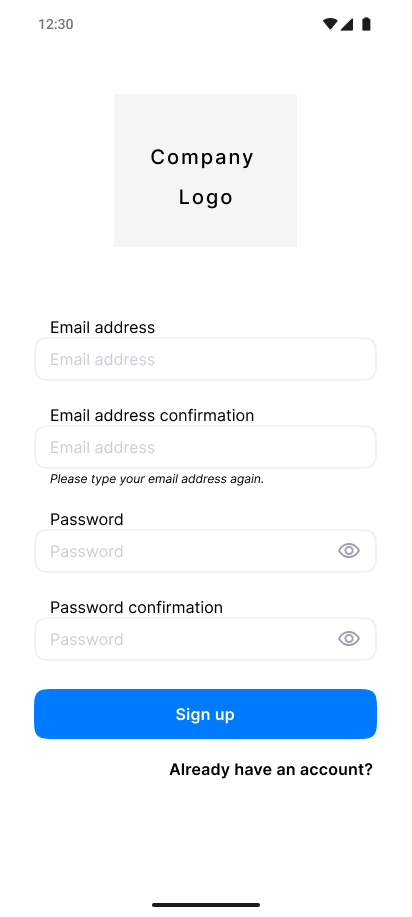 12:30
Company
Logo
Email address
Email address
Email address confirmation
Email address
Please type your email address again.
Password
Password
Password confirmation
Password
Sign up
Already have an account?